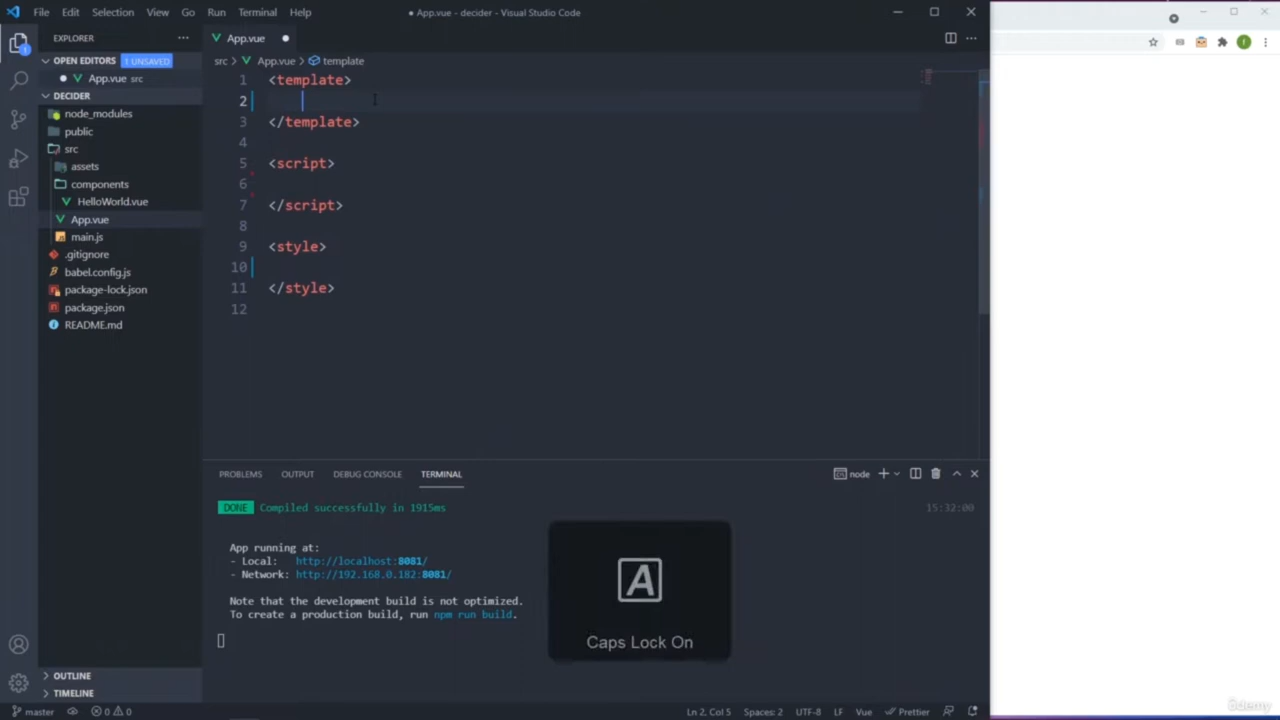 File Edit Selection View Go Run Terminal Help
● App.vue - decider - Visual Studio Code
EXPLORER
OPEN EDITORS 1 UNSAVED
App.vue src
DECIDER
node_modules
public
src
assets
components
HelloWorld.vue
App.vue
main.js
.gitignore
babel.config.js
package-lock.json
package.json
README.md
OUTLINE
TIMELINE
App.vue
src > App.vue > template
1 <template>
2
3 </template>
4
5 <script>
6
7 </script>
8
9 <style>
10
11 </style>
12
PROBLEMS OUTPUT DEBUG CONSOLE TERMINAL
node
DONE Compiled successfully in 1915ms 15:32:00
App running at:
- Local: http://localhost:8081/
- Network: http://192.168.0.182:8081/
Note that the development build is not optimized.
To create a production build, run npm run build.
A
Caps Lock On
master 0 0 Ln 2, Col 5 Spaces: 2 UTF-8 LF Vue Prettier
Udemy